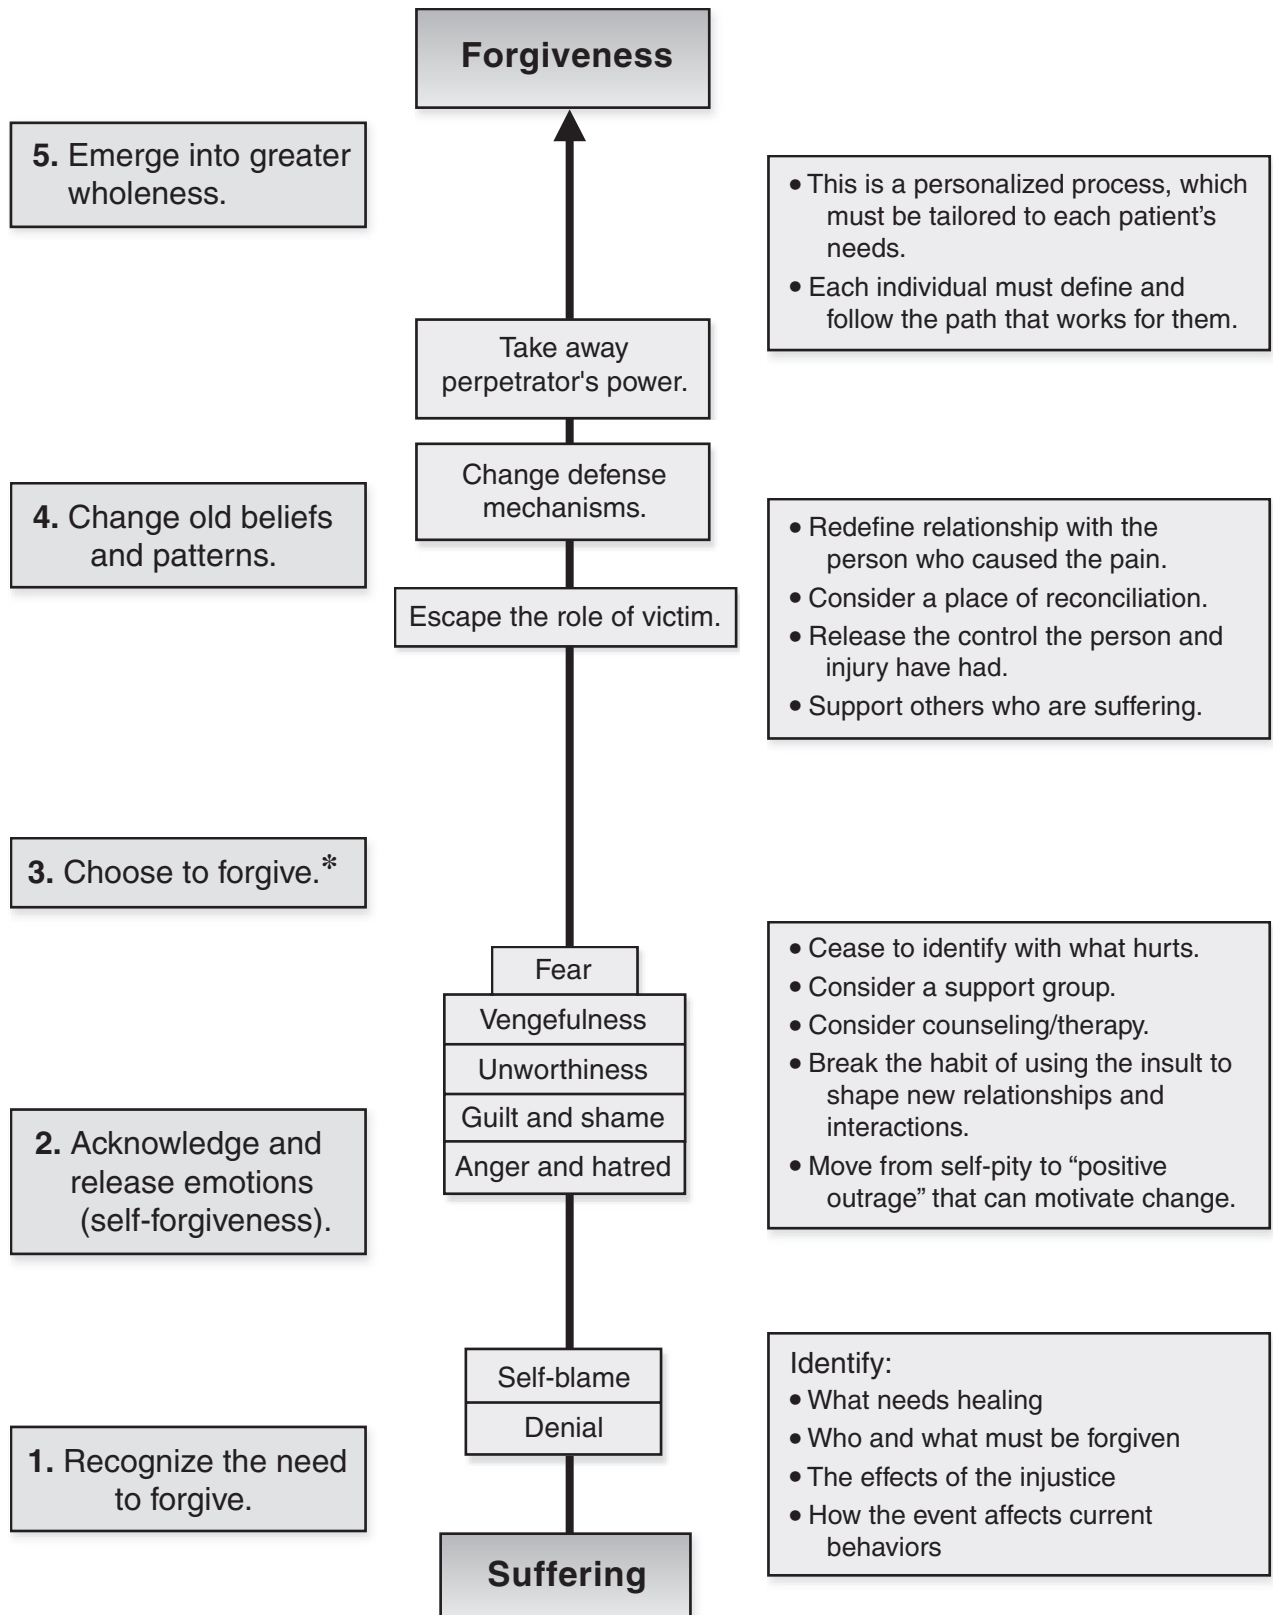 Forgiveness
5. Emerge into greater
wholeness.
• This is a personalized process, which
must be tailored to each patient’s
needs.
• Each individual must define and
follow the path that works for them.
Take away
perpetrator's power.
Change defense
mechanisms.
4. Change old beliefs
and patterns.
Escape the role of victim.
• Redefine relationship with the
person who caused the pain.
• Consider a place of reconciliation.
• Release the control the person and
injury have had.
• Support others who are suffering.
3. Choose to forgive.*
Fear
Vengefulness
Unworthiness
Guilt and shame
Anger and hatred
• Cease to identify with what hurts.
• Consider a support group.
• Consider counseling/therapy.
• Break the habit of using the insult to
shape new relationships and
interactions.
• Move from self-pity to “positive
outrage” that can motivate change.
2. Acknowledge and
release emotions
(self-forgiveness).
Self-blame
Denial
1. Recognize the need
to forgive.
Identify:
• What needs healing
• Who and what must be forgiven
• The effects of the injustice
• How the event affects current
behaviors
Suffering